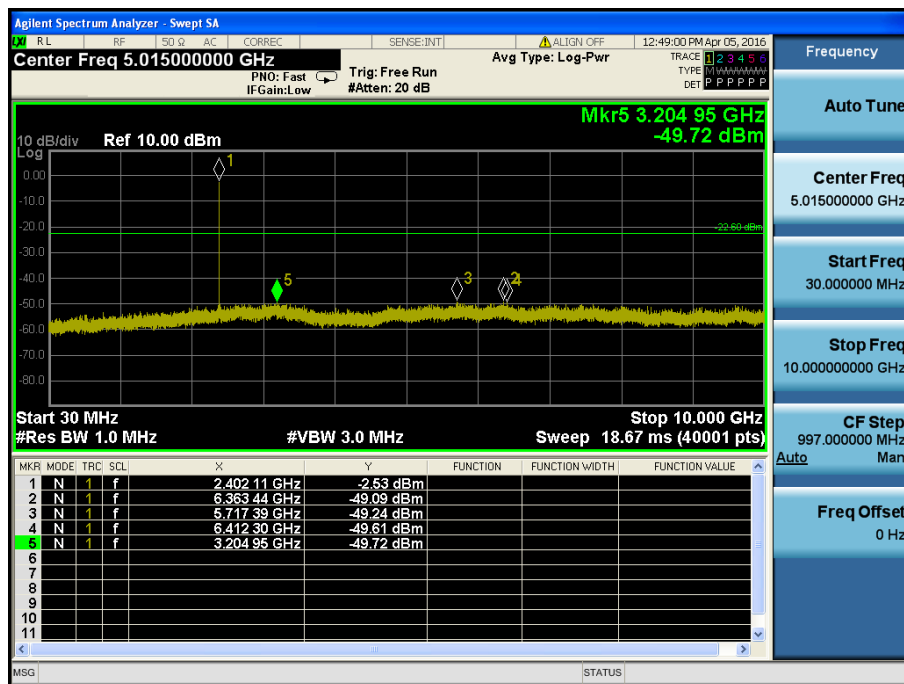 Agilent Spectrum Analyzer - Swept SA
LXI RL RF 50 Ω AC CORREC SENSE:INT ALIGN OFF 12:49:00 PM Apr 05, 2016
Center Freq 5.015000000 GHz
PNO: Fast
IFGain:Low
Trig: Free Run
#Atten: 20 dB
Avg Type: Log-Pwr
TRACE 1 2 3 4 5 6
TYPE M W W W W W
DET P P P P P P
Mkr5 3.204 95 GHz
-49.72 dBm
10 dB/div Ref 10.00 dBm
Log
0.00
-10.0
-20.0
-30.0
-40.0
-50.0
-60.0
-70.0
-80.0
1
5
3
2
4
-22.60 dBm
Start 30 MHz Stop 10.000 GHz
#Res BW 1.0 MHz #VBW 3.0 MHz Sweep 18.67 ms (40001 pts)
MKR MODE TRC SCL X Y FUNCTION FUNCTION WIDTH FUNCTION VALUE
1 N 1 f 2.402 11 GHz -2.53 dBm
2 N 1 f 6.363 44 GHz -49.09 dBm
3 N 1 f 5.717 39 GHz -49.24 dBm
4 N 1 f 6.412 30 GHz -49.61 dBm
5 N 1 f 3.204 95 GHz -49.72 dBm
6
7
8
9
10
11
MSG STATUS
Frequency
Auto Tune
Center Freq
5.015000000 GHz
Start Freq
30.000000 MHz
Stop Freq
10.000000000 GHz
CF Step
997.000000 MHz
Auto Man
Freq Offset
0 Hz